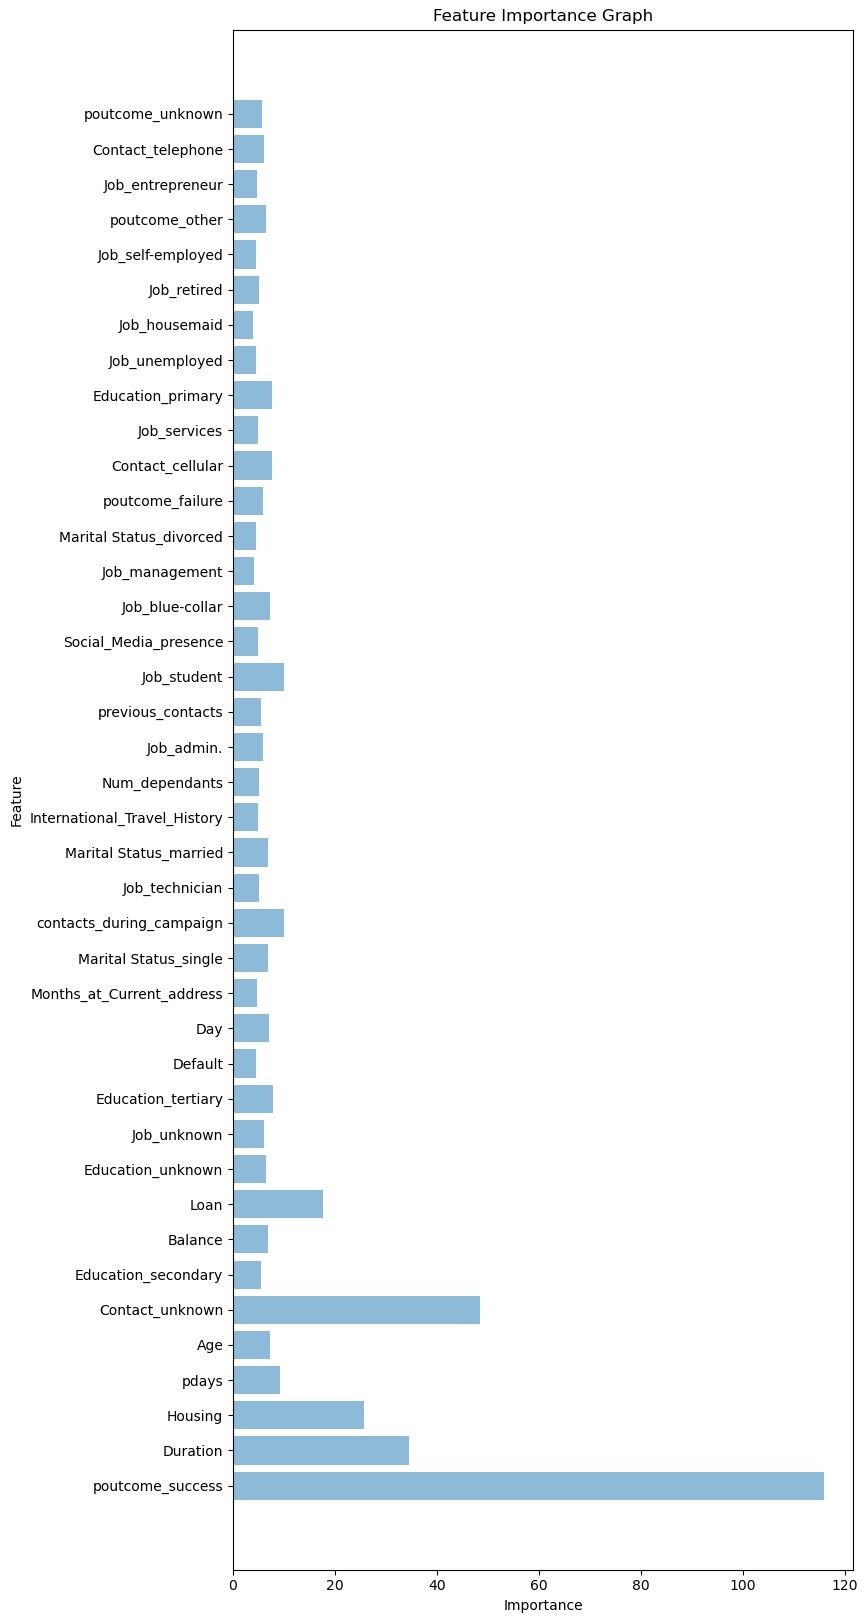 Feature Importance Graph
poutcome_unknown
Contact_telephone
Job_entrepreneur
poutcome_other
Job_self-employed
Job_retired
Job_housemaid
Job_unemployed
Education_primary
Job_services
Contact_cellular
poutcome_failure
Marital Status_divorced
Job_management
Job_blue-collar
Social_Media_presence
Job_student
previous_contacts
Job_admin.
Num_dependants
International_Travel_History
Marital Status_married
Job_technician
contacts_during_campaign
Marital Status_single
Months_at_Current_address
Day
Default
Education_tertiary
Job_unknown
Education_unknown
Loan
Balance
Education_secondary
Contact_unknown
Age
pdays
Housing
Duration
poutcome_success
Feature
0 20 40 60 80 100 120
Importance